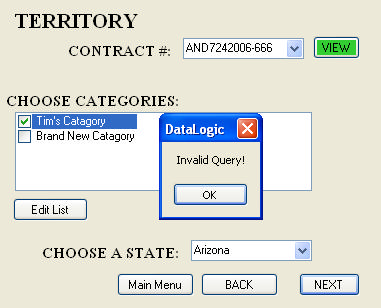 TERRITORY
CONTRACT #: AND7242006-666 VIEW
CHOOSE CATEGORIES:
Tim's Catagory
Brand New Catagory
DataLogic
Invalid Query!
OK
Edit List
CHOOSE A STATE: Arizona
Main Menu BACK NEXT